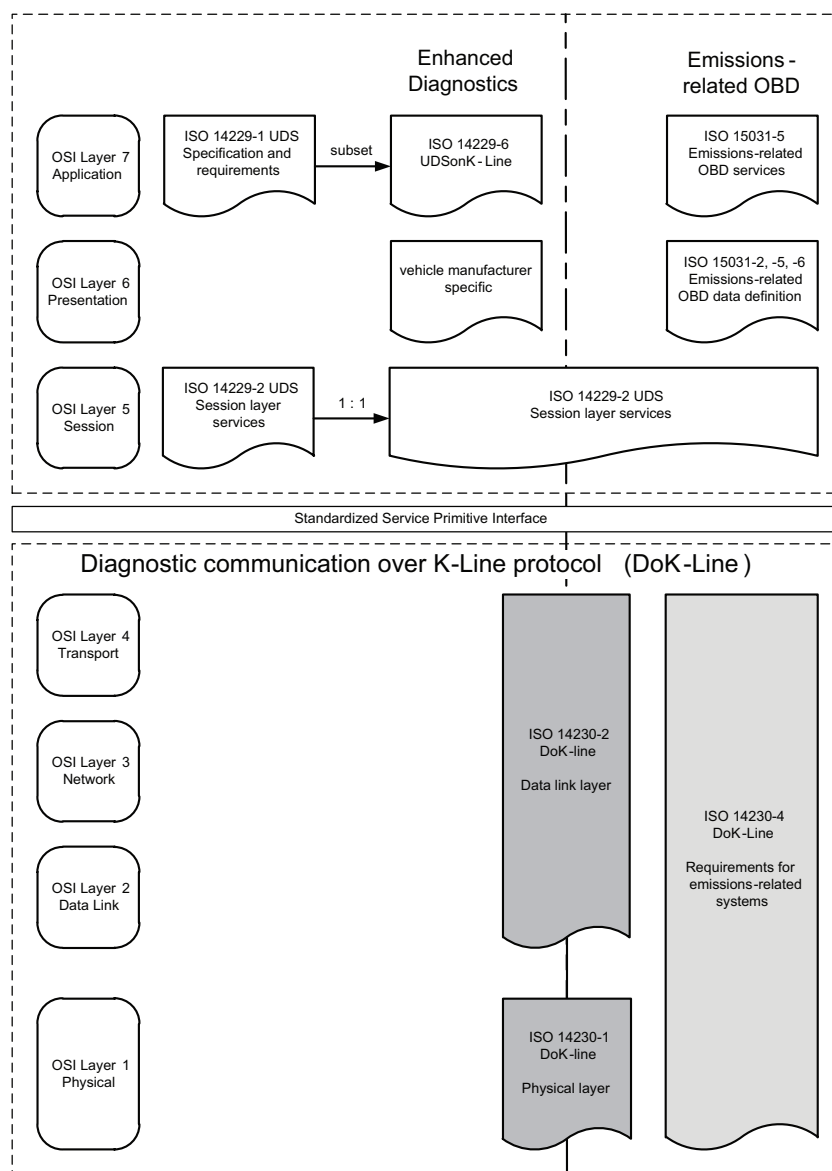 Enhanced
Diagnostics
Emissions-
related OBD
OSI Layer 7
Application
ISO 14229-1 UDS
Specification and
requirements
subset
ISO 14229-6
UDSonK-Line
ISO 15031-5
Emissions-related
OBD services
OSI Layer 6
Presentation
vehicle manufacturer
specific
ISO 15031-2, -5, -6
Emissions-related
OBD data definition
OSI Layer 5
Session
ISO 14229-2 UDS
Session layer
services
1 : 1
ISO 14229-2 UDS
Session layer services
Standardized Service Primitive Interface
Diagnostic communication over K-Line protocol (DoK-Line)
OSI Layer 4
Transport
OSI Layer 3
Network
OSI Layer 2
Data Link
ISO 14230-2
DoK-line
Data link layer
ISO 14230-4
DoK-Line
Requirements for
emissions-related
systems
OSI Layer 1
Physical
ISO 14230-1
DoK-line
Physical layer